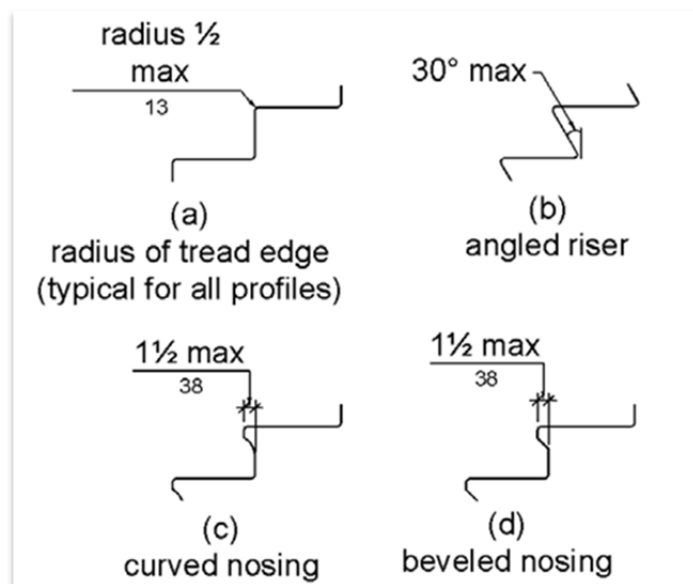 radius ½
max
13
(a)
radius of tread edge
(typical for all profiles)
30° max
(b)
angled riser
1½ max
38
(c)
curved nosing
1½ max
38
(d)
beveled nosing